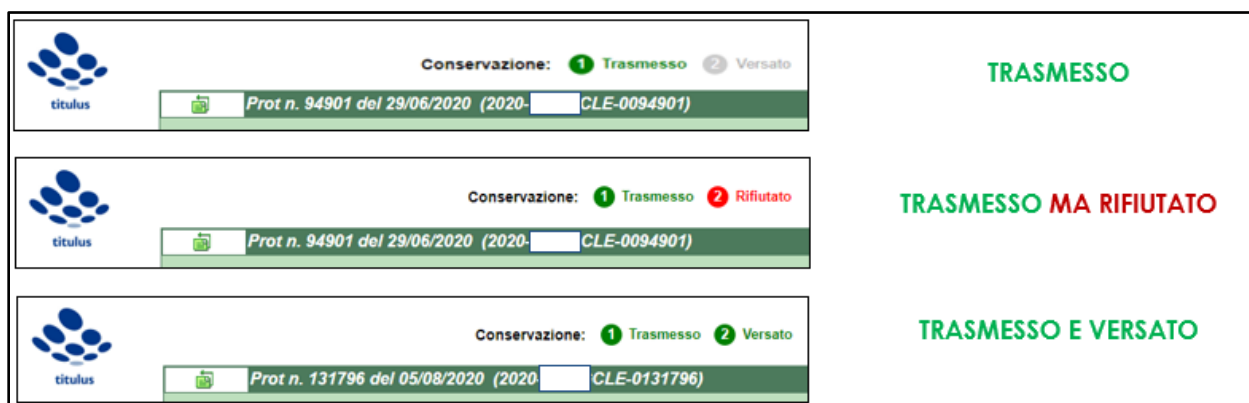 Conservazione: 1 Trasmesso 2 Versato
titulus
Prot n. 94901 del 29/06/2020 (2020- CLE-0094901)
TRASMESSO
Conservazione: 1 Trasmesso 2 Rifiutato
titulus
Prot n. 94901 del 29/06/2020 (2020- CLE-0094901)
TRASMESSO MA RIFIUTATO
Conservazione: 1 Trasmesso 2 Versato
titulus
Prot n. 131796 del 05/08/2020 (2020- CLE-0131796)
TRASMESSO E VERSATO